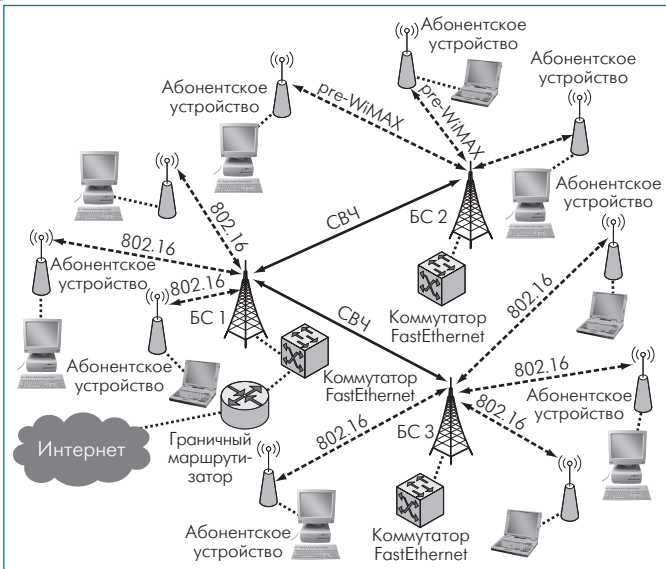 Абонентское
устройство
Абонентское
устройство
Абонентское
устройство
pre-WiMAX
pre-WiMAX
Абонентское
устройство
СВЧ
БС 2
802.16
802.16
Абонентское
устройство
802.16
БС 1
СВЧ
Коммутатор
FastEthernet
802.16
Абонентское
устройство
Коммутатор
FastEthernet
802.16
Абонентское
устройство
Интернет
Граничный
маршрути-
затор
802.16
БС 3
802.16
Абонентское
устройство
Коммутатор
FastEthernet